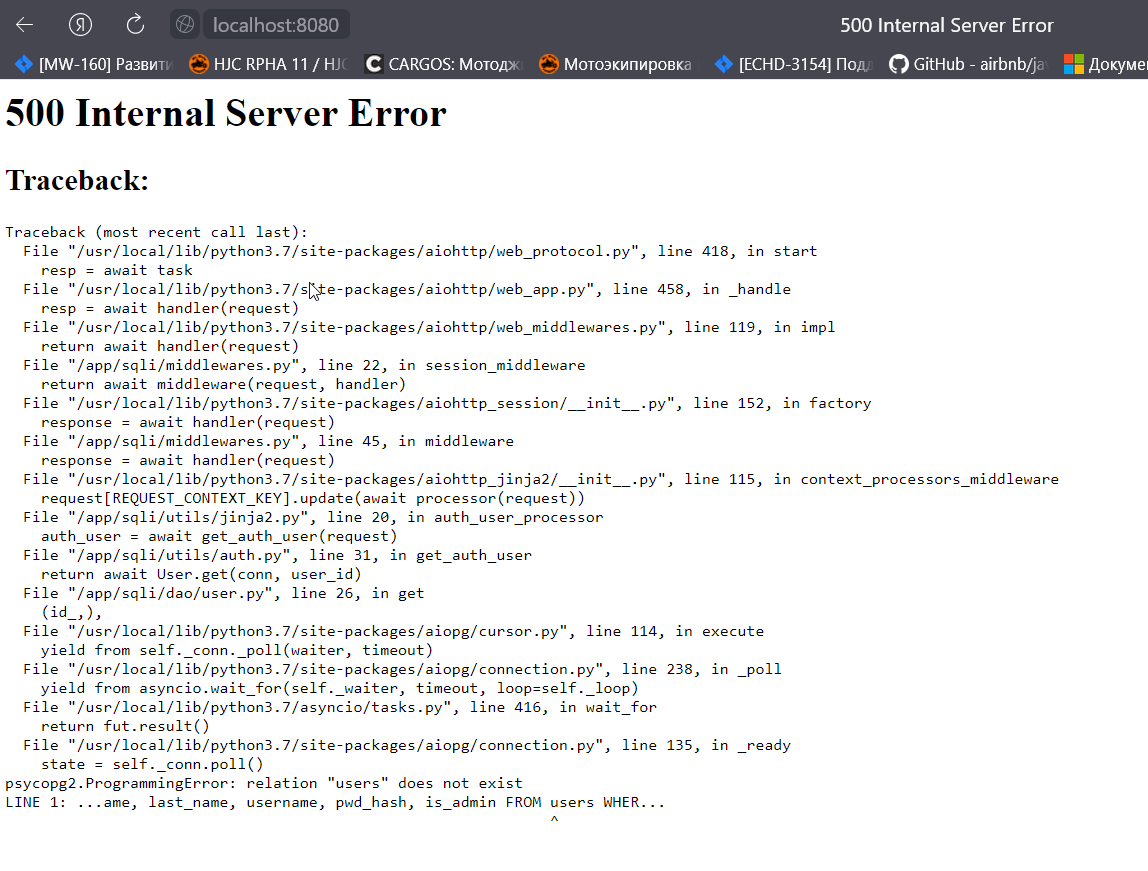 Я localhost:8080 500 Internal Server Error
[MW-160] Развити HJC RPHA 11 / HJC C CARGOS: Мотодж Мотоэкипировка [ECHD-3154] Под GitHub - airbnb/ja Докуме
500 Internal Server Error
Traceback:
Traceback (most recent call last):
  File "/usr/local/lib/python3.7/site-packages/aiohttp/web_protocol.py", line 418, in start
    resp = await task
  File "/usr/local/lib/python3.7/site-packages/aiohttp/web_app.py", line 458, in _handle
    resp = await handler(request)
  File "/usr/local/lib/python3.7/site-packages/aiohttp/web_middlewares.py", line 119, in impl
    return await handler(request)
  File "/app/sqli/middlewares.py", line 22, in session_middleware
    return await middleware(request, handler)
  File "/usr/local/lib/python3.7/site-packages/aiohttp_session/__init__.py", line 152, in factory
    response = await handler(request)
  File "/app/sqli/middlewares.py", line 45, in middleware
    response = await handler(request)
  File "/usr/local/lib/python3.7/site-packages/aiohttp_jinja2/__init__.py", line 115, in context_processors_middleware
    request[REQUEST_CONTEXT_KEY].update(await processor(request))
  File "/app/sqli/utils/jinja2.py", line 20, in auth_user_processor
    auth_user = await get_auth_user(request)
  File "/app/sqli/utils/auth.py", line 31, in get_auth_user
    return await User.get(conn, user_id)
  File "/app/sqli/dao/user.py", line 26, in get
    (id_,),
  File "/usr/local/lib/python3.7/site-packages/aiopg/cursor.py", line 114, in execute
    yield from self._conn._poll(waiter, timeout)
  File "/usr/local/lib/python3.7/site-packages/aiopg/connection.py", line 238, in _poll
    yield from asyncio.wait_for(self._waiter, timeout, loop=self._loop)
  File "/usr/local/lib/python3.7/asyncio/tasks.py", line 416, in wait_for
    return fut.result()
  File "/usr/local/lib/python3.7/site-packages/aiopg/connection.py", line 135, in _ready
    state = self._conn.poll()
psycopg2.ProgrammingError: relation "users" does not exist
LINE 1: ...ame, last_name, username, pwd_hash, is_admin FROM users WHER...
                                                             ^